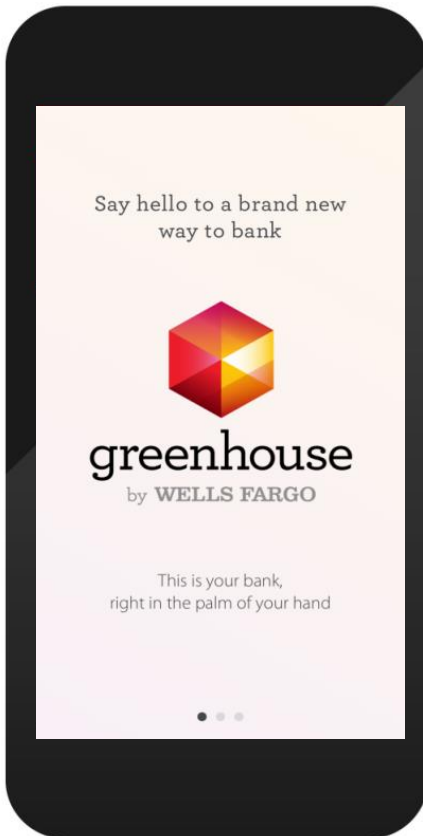 Say hello to a brand new
way to bank
greenhouse
by WELLS FARGO
This is your bank,
right in the palm of your hand